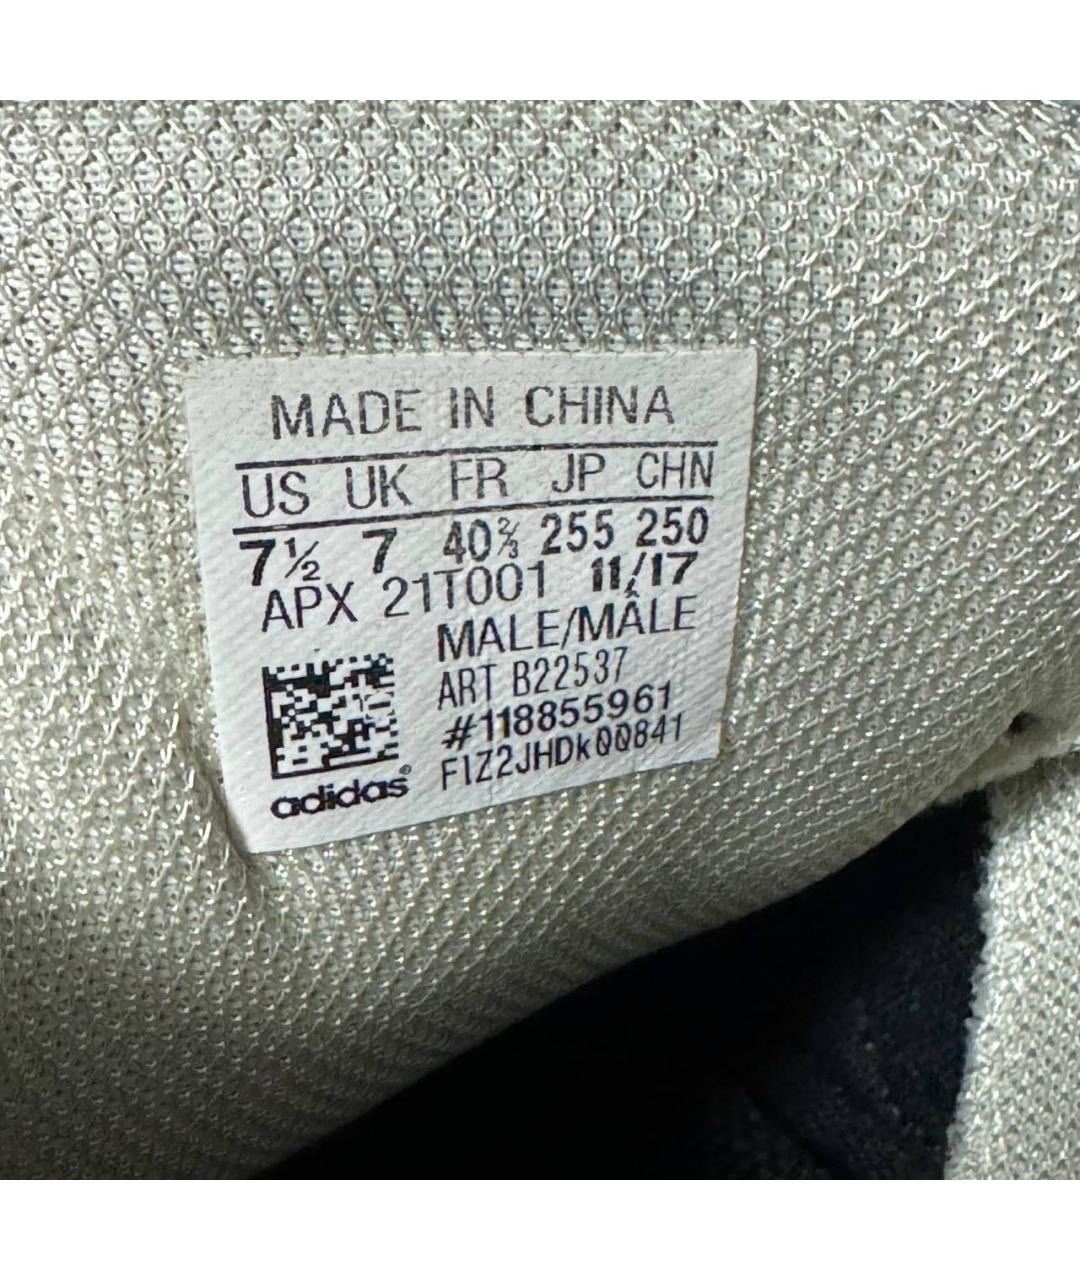 MADE IN CHINA
US UK FR JP CHN
7½ 7 40⅔ 255 250
APX 21T001 11/17
MALE/MÂLE
ART B22537
#118855961
F1Z2JHDk00841
adidas®